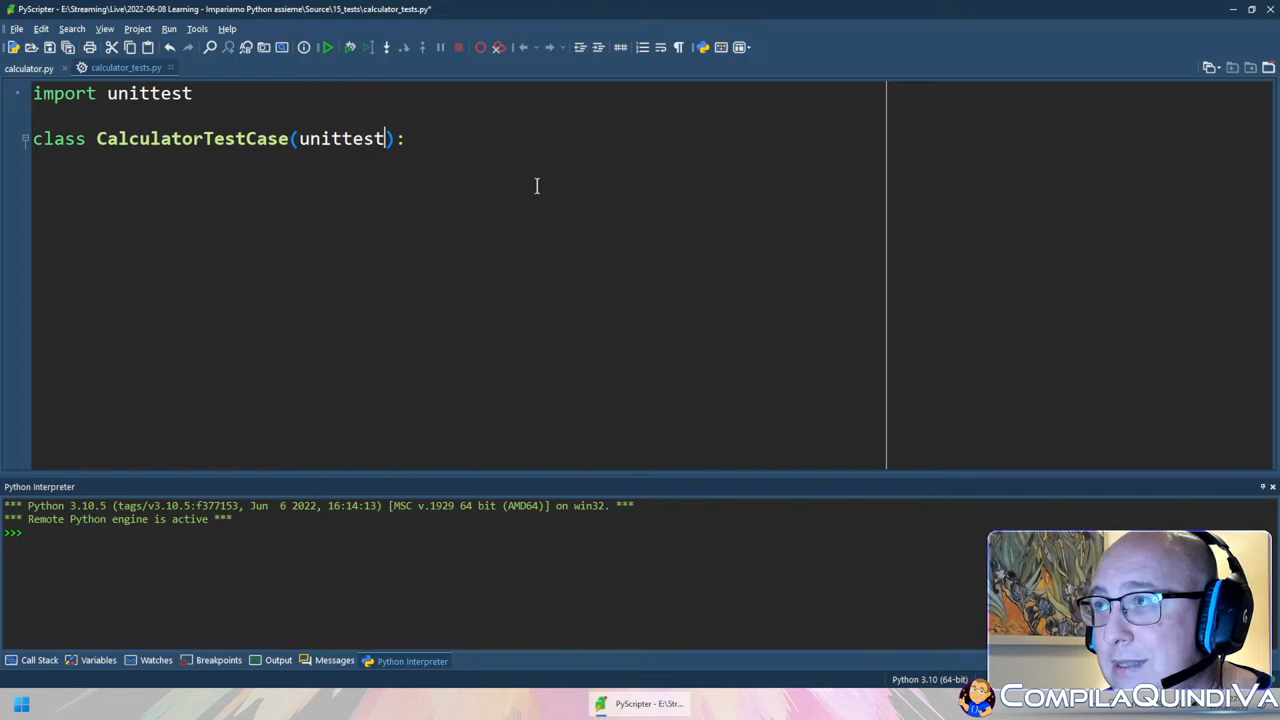 PyScripter - E:\Streaming\Live\2022-06-08 Learning - Impariamo Python assieme\Source\15_tests\calculator_tests.py*
File Edit Search View Project Run Tools Help
calculator.py × calculator_tests.py
import unittest
class CalculatorTestCase(unittest):
Python Interpreter
*** Python 3.10.5 (tags/v3.10.5:f377153, Jun  6 2022, 16:14:13) [MSC v.1929 64 bit (AMD64)] on win32. ***
*** Remote Python engine is active ***
>>>
Call Stack Variables Watches Breakpoints Output Messages Python Interpreter
Python 3.10 (64-bit)
PyScripter - E:\Str...
COMPILAQUINDIVA